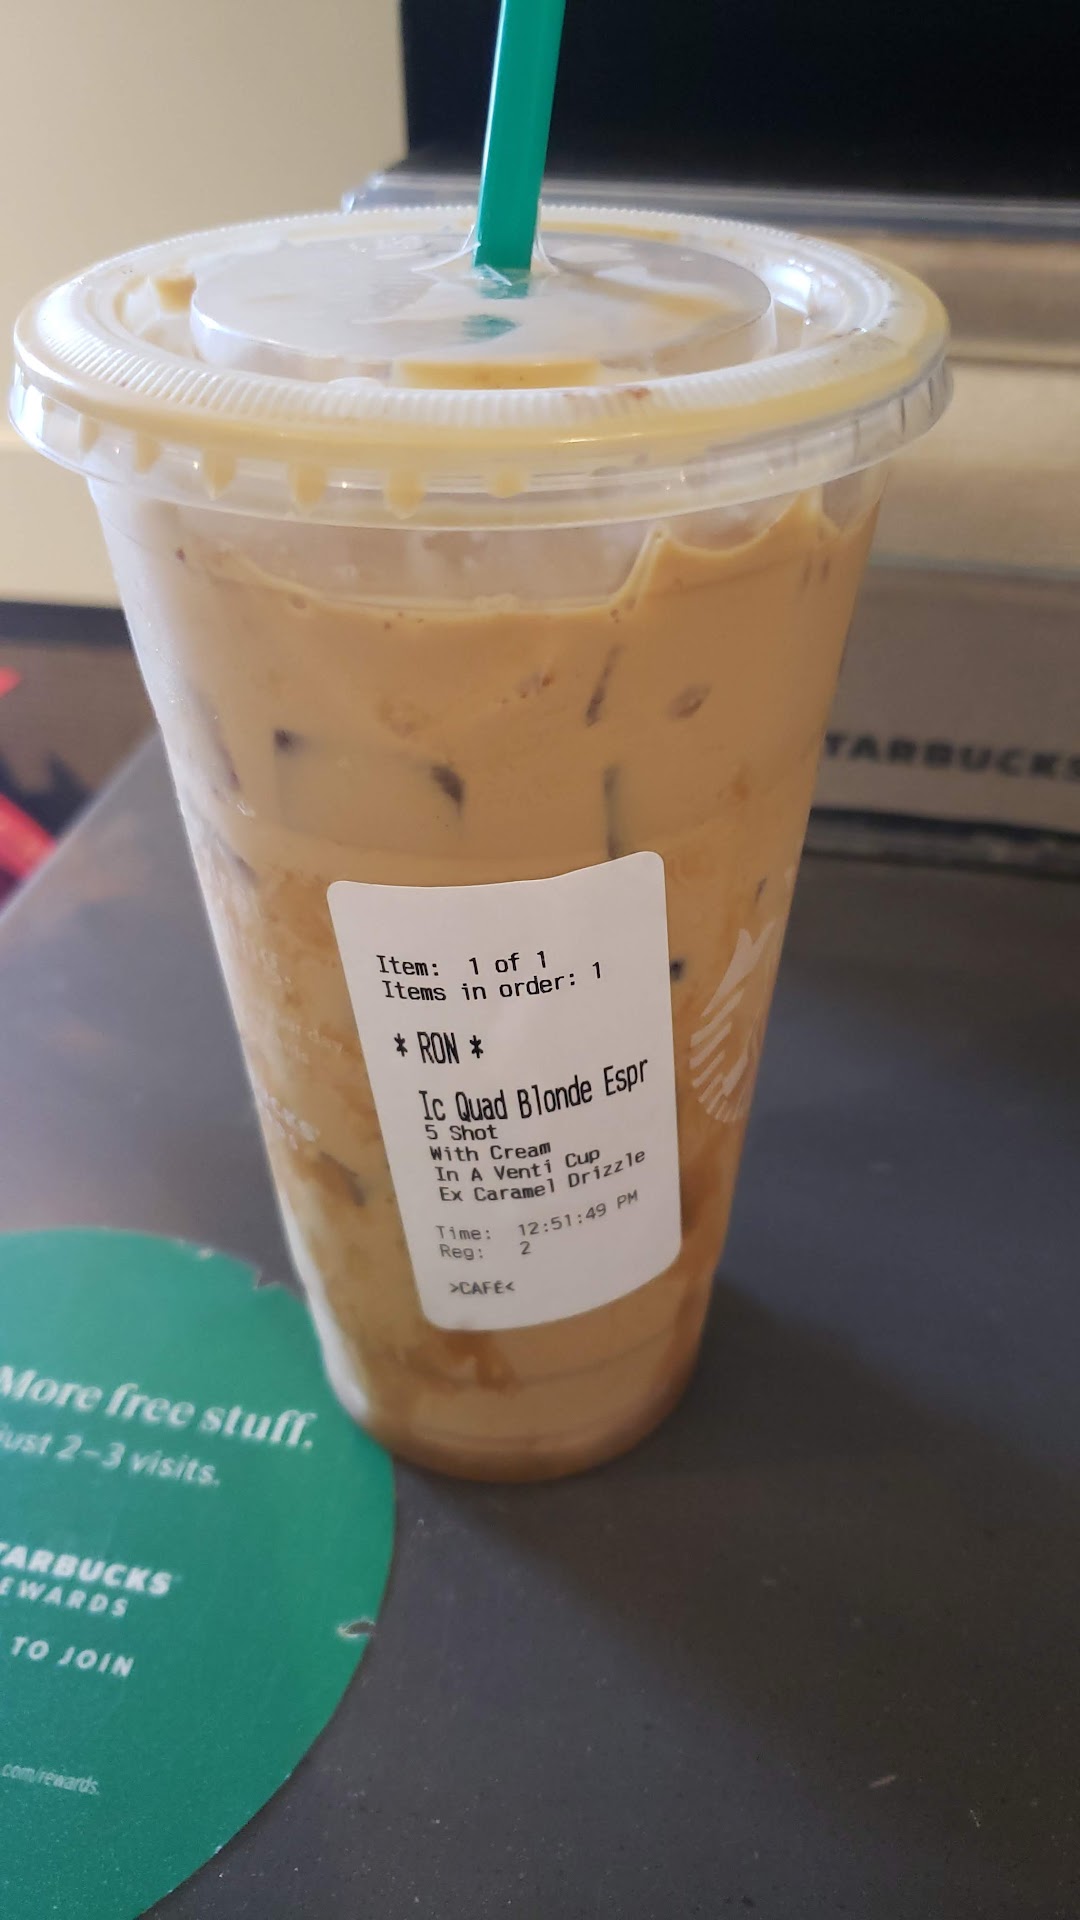 TARBUCKS
Item: 1 of 1
Items in order: 1
* RON *
Ic Quad Blonde Espr
5 Shot
With Cream
In A Venti Cup
Ex Caramel Drizzle
Time: 12:51:49 PM
Reg: 2
>CAFE<
More free stuff.
ust 2–3 visits.
TARBUCKS
EWARDS
TO JOIN
.com/rewards.